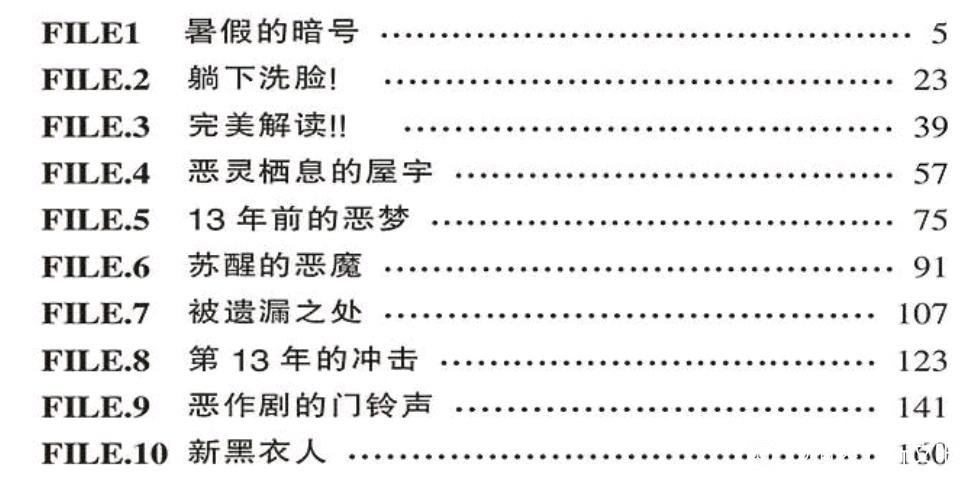 FILE1 暑假的暗号 ………………………………… 5
FILE.2 躺下洗脸! ………………………………… 23
FILE.3 完美解读!! ………………………………… 39
FILE.4 恶灵栖息的屋宇 ………………………………… 57
FILE.5 13 年前的恶梦 ………………………………… 75
FILE.6 苏醒的恶魔 ………………………………… 91
FILE.7 被遗漏之处 ………………………………… 107
FILE.8 第 13 年的冲击 ………………………………… 123
FILE.9 恶作剧的门铃声 ………………………………… 141
FILE.10 新黑衣人 …………………………………